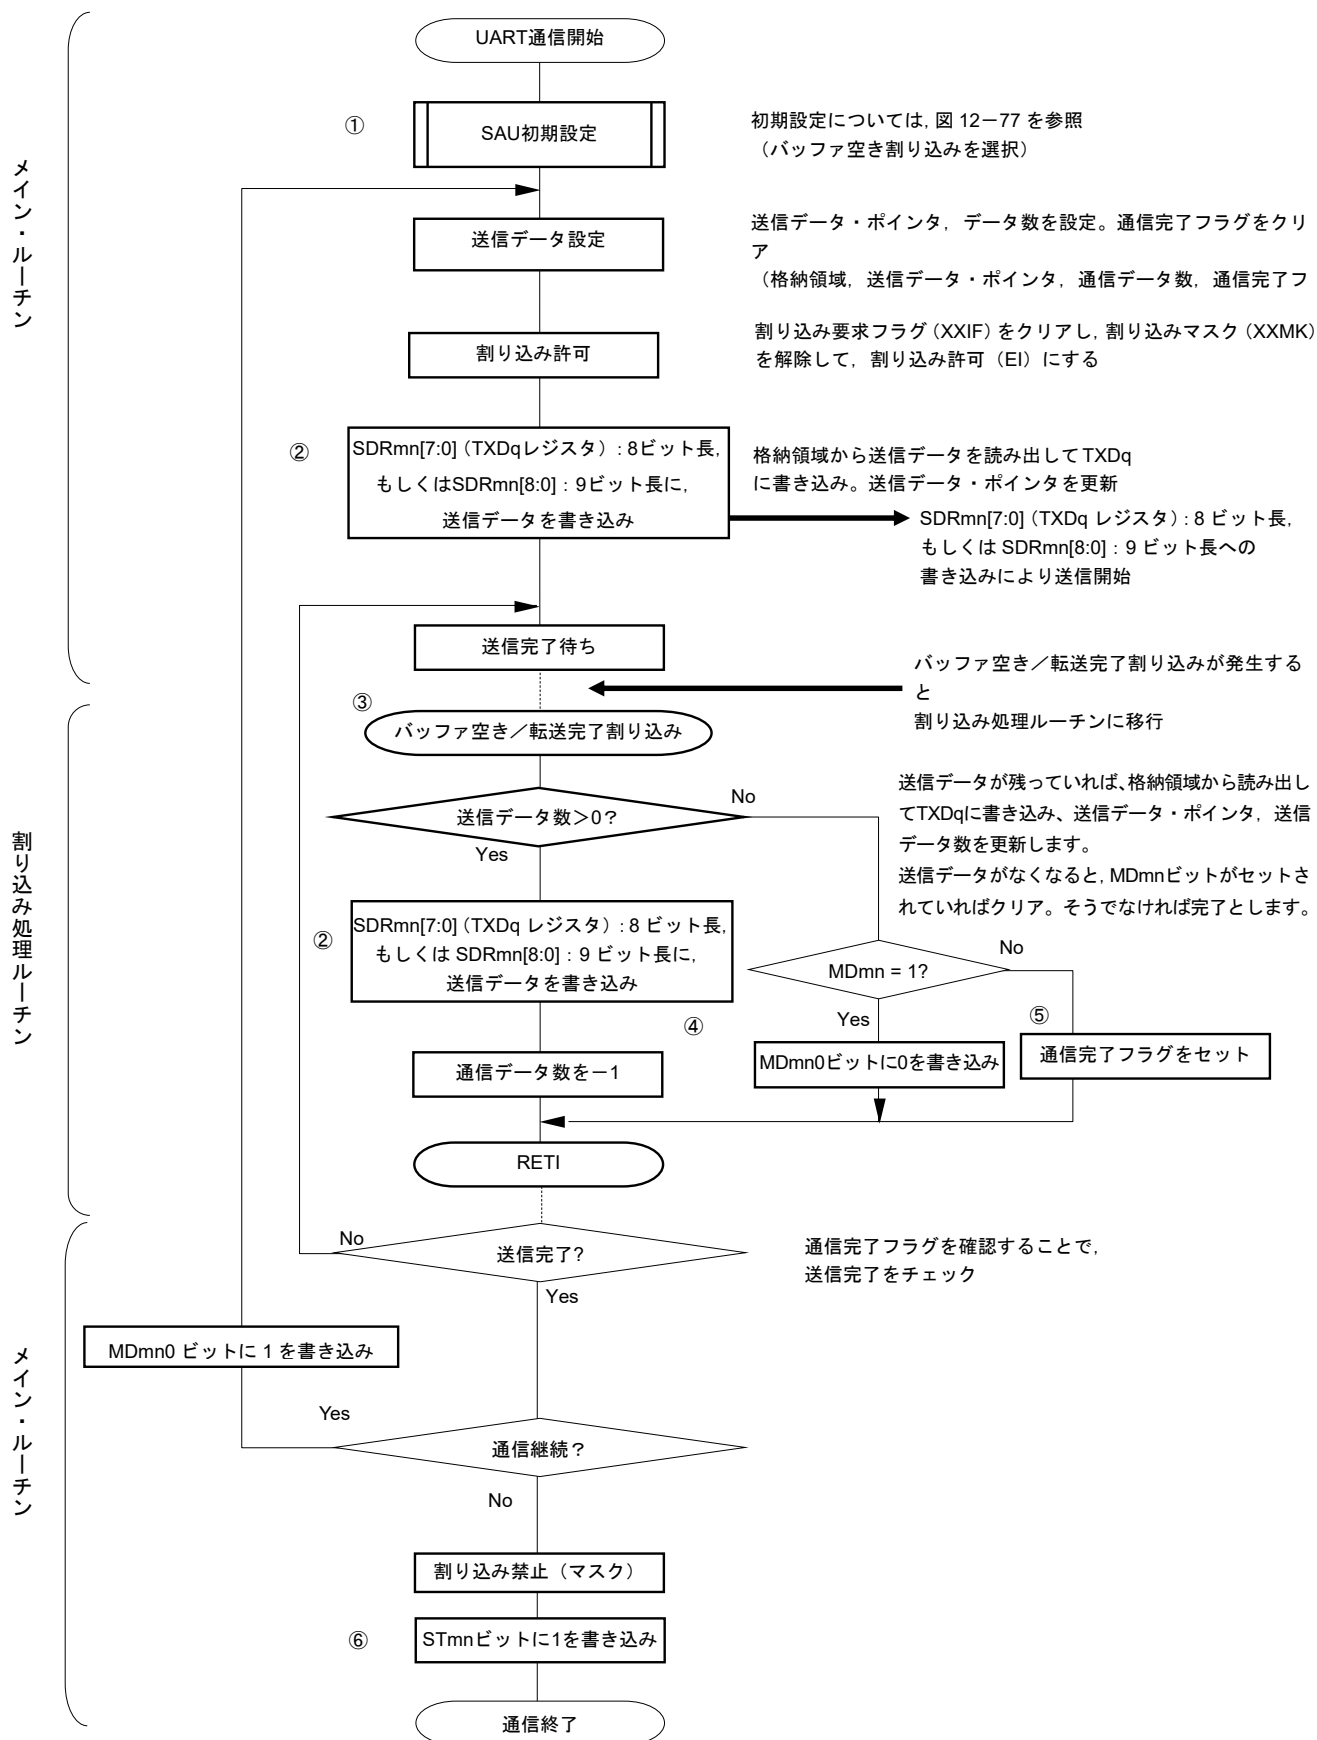 UART通信開始
①
SAU初期設定
初期設定については, 図 12－77 を参照
（バッファ空き割り込みを選択）
メイン・ルーチン
送信データ設定
送信データ・ポインタ, データ数を設定。通信完了フラグをクリ
ア
（格納領域, 送信データ・ポインタ, 通信データ数, 通信完了フ
割り込み許可
割り込み要求フラグ（XXIF）をクリアし, 割り込みマスク（XXMK）
を解除して, 割り込み許可（EI）にする
②
SDRmn[7:0]（TXDqレジスタ）: 8ビット長,
もしくはSDRmn[8:0]：9ビット長に,
送信データを書き込み
格納領域から送信データを読み出してTXDq
に書き込み。送信データ・ポインタを更新
SDRmn[7:0]（TXDq レジスタ）: 8 ビット長,
もしくは SDRmn[8:0]：9 ビット長への
書き込みにより送信開始
送信完了待ち
バッファ空き／転送完了割り込みが発生する
と
割り込み処理ルーチンに移行
③
バッファ空き／転送完了割り込み
割り込み処理ルーチン
送信データ数＞0？
No
Yes
送信データが残っていれば、格納領域から読み出し
てTXDqに書き込み、送信データ・ポインタ, 送信
データ数を更新します。
送信データがなくなると, MDmnビットがセットさ
れていればクリア。そうでなければ完了とします。
②
SDRmn[7:0]（TXDq レジスタ）: 8 ビット長,
もしくは SDRmn[8:0]：9 ビット長に,
送信データを書き込み
MDmn = 1?
No
Yes
④
⑤
通信データ数を－1
MDmn0ビットに0を書き込み
通信完了フラグをセット
RETI
メイン・ルーチン
No
送信完了?
Yes
通信完了フラグを確認することで,
送信完了をチェック
MDmn0 ビットに 1 を書き込み
Yes
通信継続？
No
割り込み禁止（マスク）
⑥
STmnビットに1を書き込み
通信終了